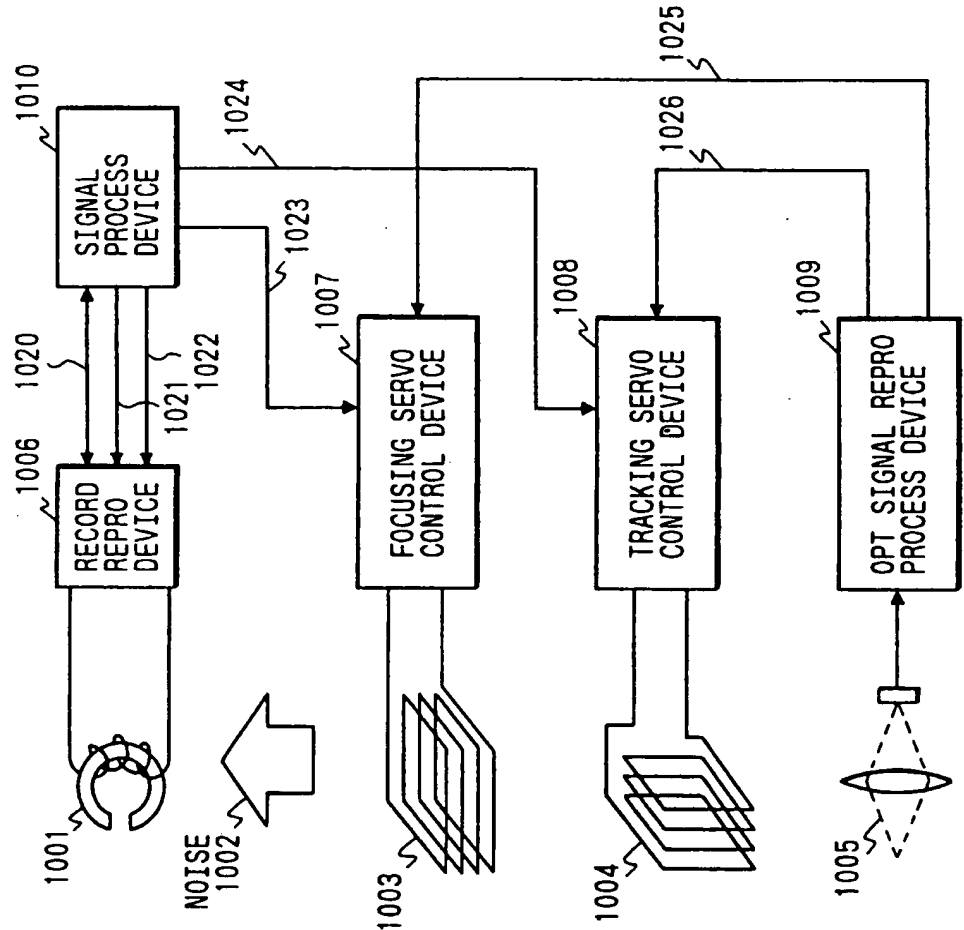 1001
1006
RECORD
REPRO
DEVICE
1020
1021
1022
1010
SIGNAL
PROCESS
DEVICE
1024
1023
NOISE
1002
1003
1007
FOCUSING SERVO
CONTROL DEVICE
1025
1026
1004
1008
TRACKING SERVO
CONTROL DEVICE
1005
1009
OPT SIGNAL REPRO
PROCESS DEVICE